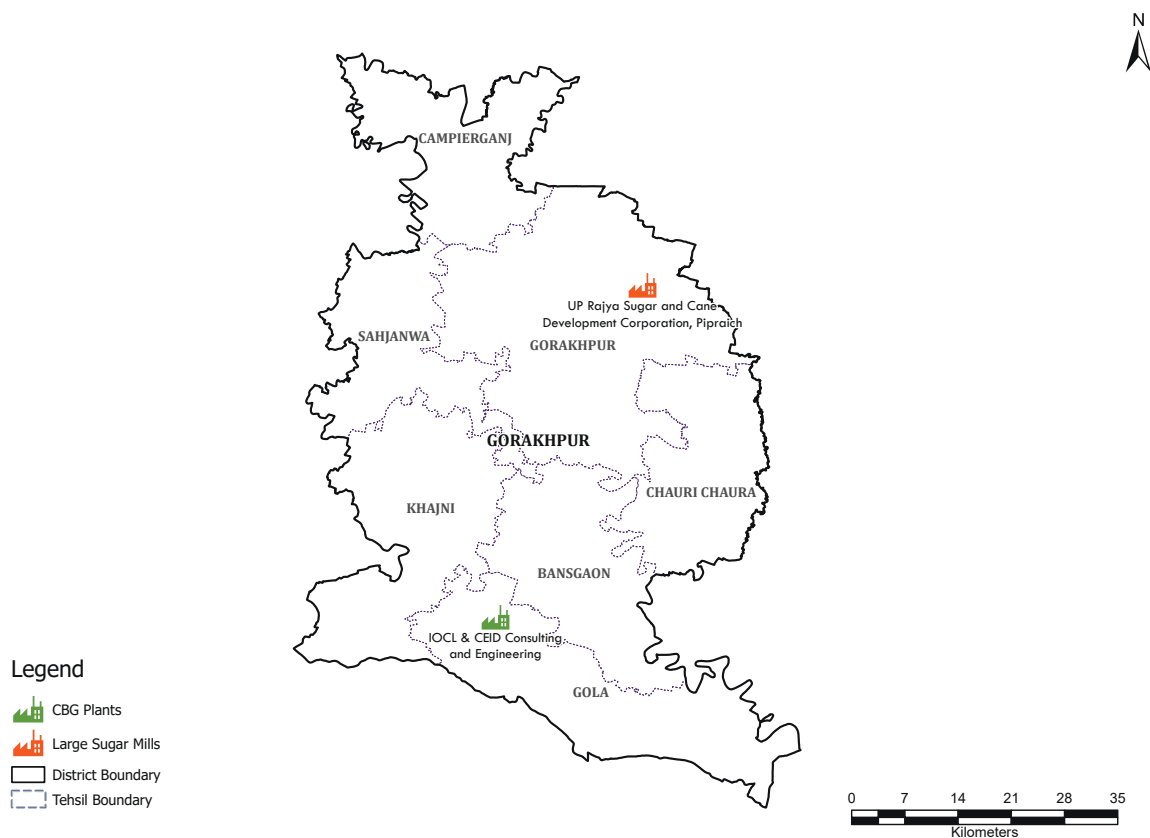 N
CAMPIERGANJ
UP Rajya Sugar and Cane
Development Corporation, Pipraich
SAHJANWA
GORAKHPUR
GORAKHPUR
CHAURI CHAURA
KHAJNI
BANSGAON
IOCL & CEID Consulting
and Engineering
GOLA
Legend
CBG Plants
Large Sugar Mills
District Boundary
Tehsil Boundary
0 7 14 21 28 35
Kilometers